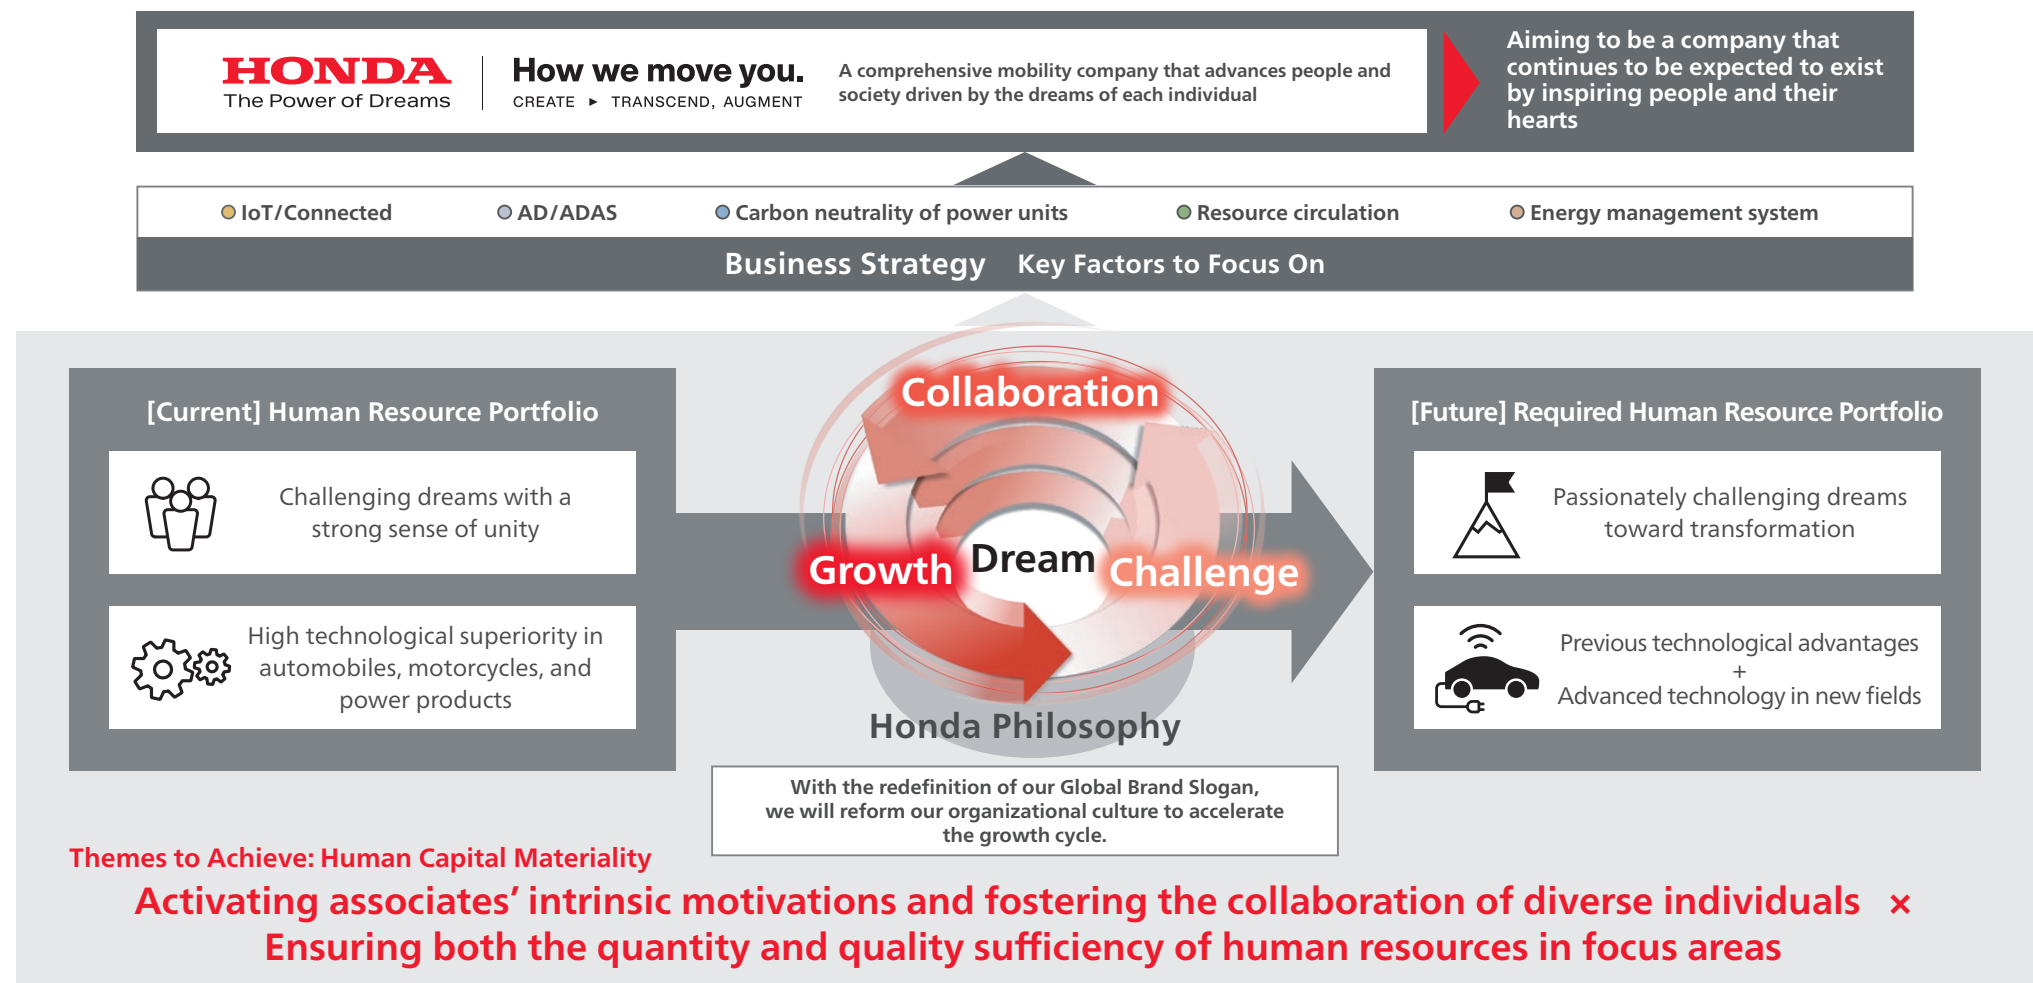 HONDA
The Power of Dreams
How we move you.
CREATE ► TRANSCEND, AUGMENT
A comprehensive mobility company that advances people and
society driven by the dreams of each individual
Aiming to be a company that
continues to be expected to exist
by inspiring people and their
hearts
IoT/Connected
AD/ADAS
Carbon neutrality of power units
Resource circulation
Energy management system
Business Strategy Key Factors to Focus On
[Current] Human Resource Portfolio
Challenging dreams with a
strong sense of unity
High technological superiority in
automobiles, motorcycles, and
power products
Collaboration
Growth
Dream
Challenge
Honda Philosophy
With the redefinition of our Global Brand Slogan,
we will reform our organizational culture to accelerate
the growth cycle.
[Future] Required Human Resource Portfolio
Passionately challenging dreams
toward transformation
Previous technological advantages
+
Advanced technology in new fields
Themes to Achieve: Human Capital Materiality
Activating associates’ intrinsic motivations and fostering the collaboration of diverse individuals ×
Ensuring both the quantity and quality sufficiency of human resources in focus areas